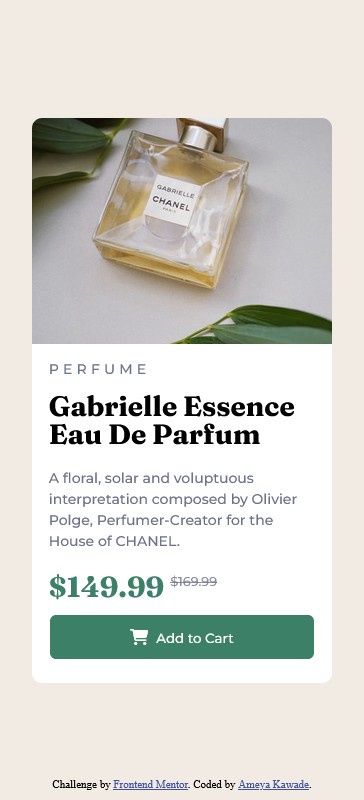 GABRIELLE
CHANEL
PARIS
PERFUME
Gabrielle Essence
Eau De Parfum
A floral, solar and voluptuous
interpretation composed by Olivier
Polge, Perfumer-Creator for the
House of CHANEL.
$149.99 $169.99
Add to Cart
Challenge by Frontend Mentor. Coded by Ameya Kawade.